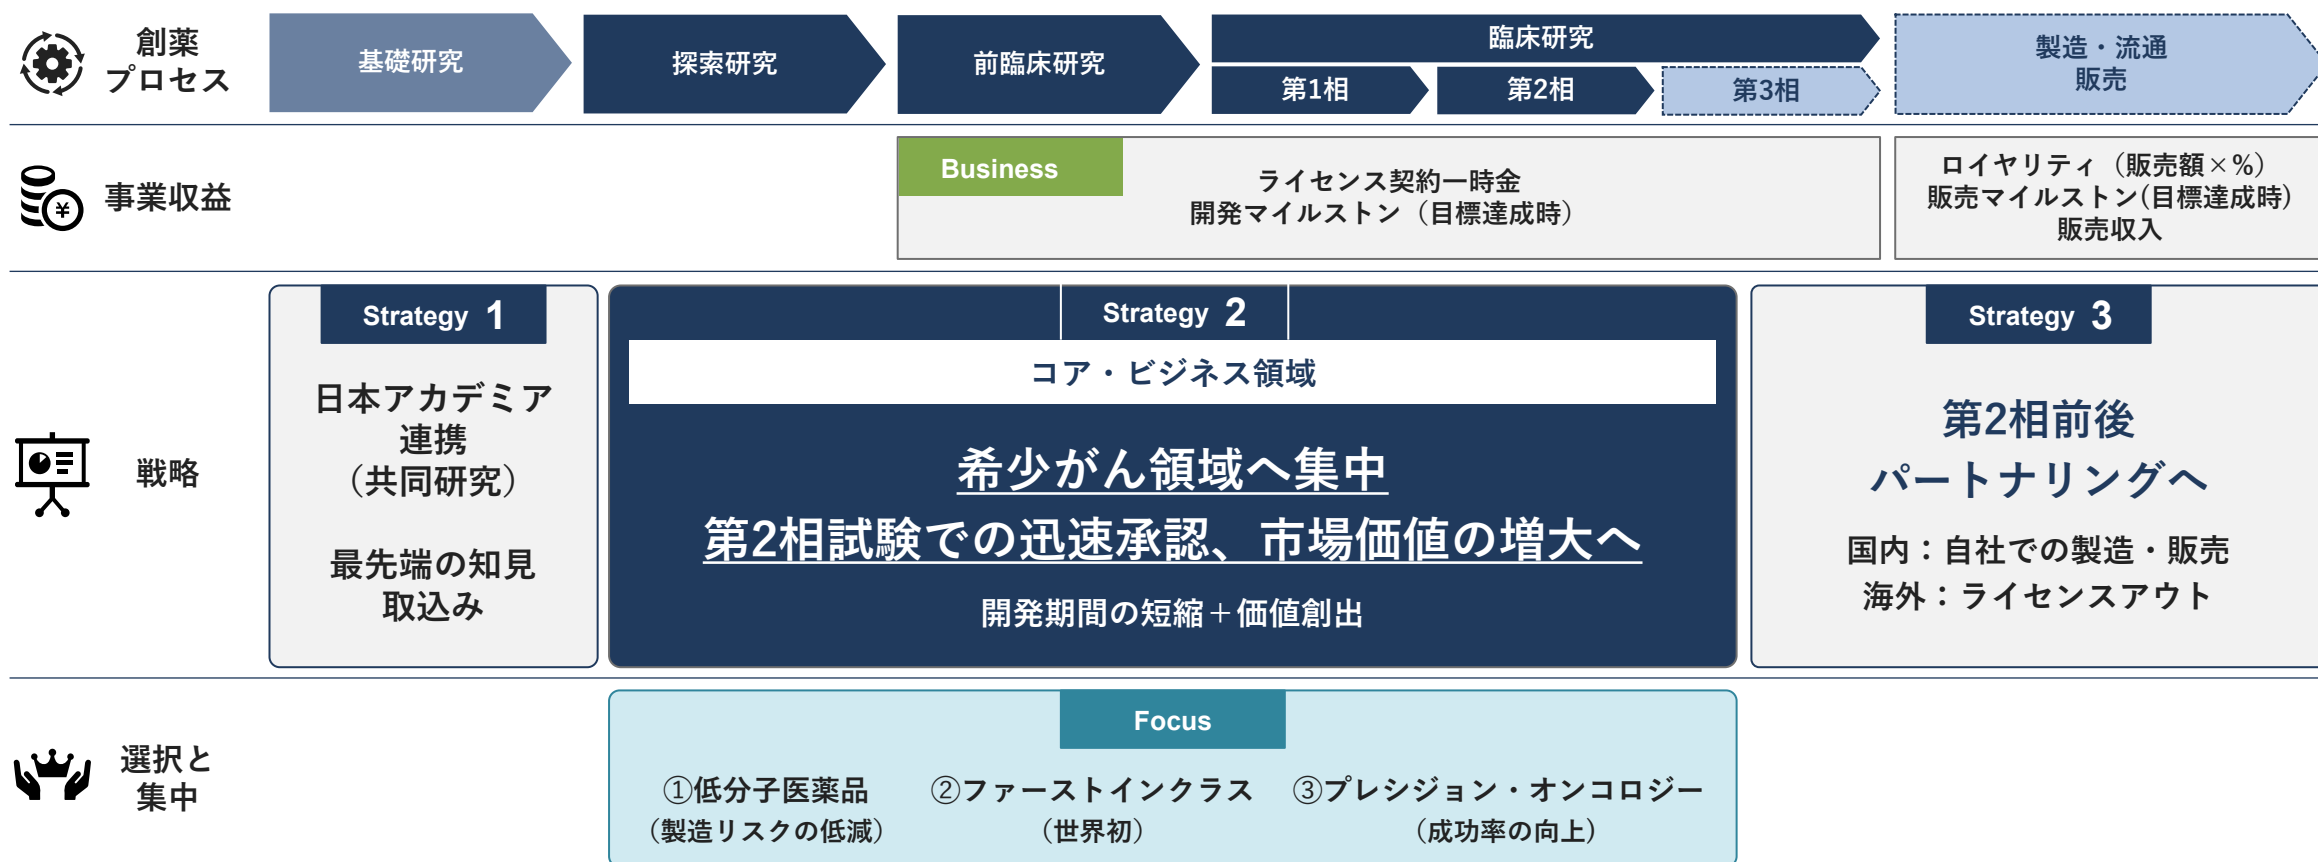 創薬
プロセス
基礎研究
探索研究
前臨床研究
臨床研究
第1相
第2相
第3相
製造・流通
販売
事業収益
Business
ライセンス契約一時金
開発マイルストン（目標達成時）
ロイヤリティ（販売額×%）
販売マイルストン(目標達成時)
販売収入
戦略
Strategy 1
日本アカデミア
連携
（共同研究）
最先端の知見
取込み
Strategy 2
コア・ビジネス領域
希少がん領域へ集中
第2相試験での迅速承認、市場価値の増大へ
開発期間の短縮＋価値創出
Strategy 3
第2相前後
パートナリングへ
国内：自社での製造・販売
海外：ライセンスアウト
選択と
集中
Focus
①低分子医薬品
（製造リスクの低減）
②ファーストインクラス
（世界初）
③プレシジョン・オンコロジー
（成功率の向上）